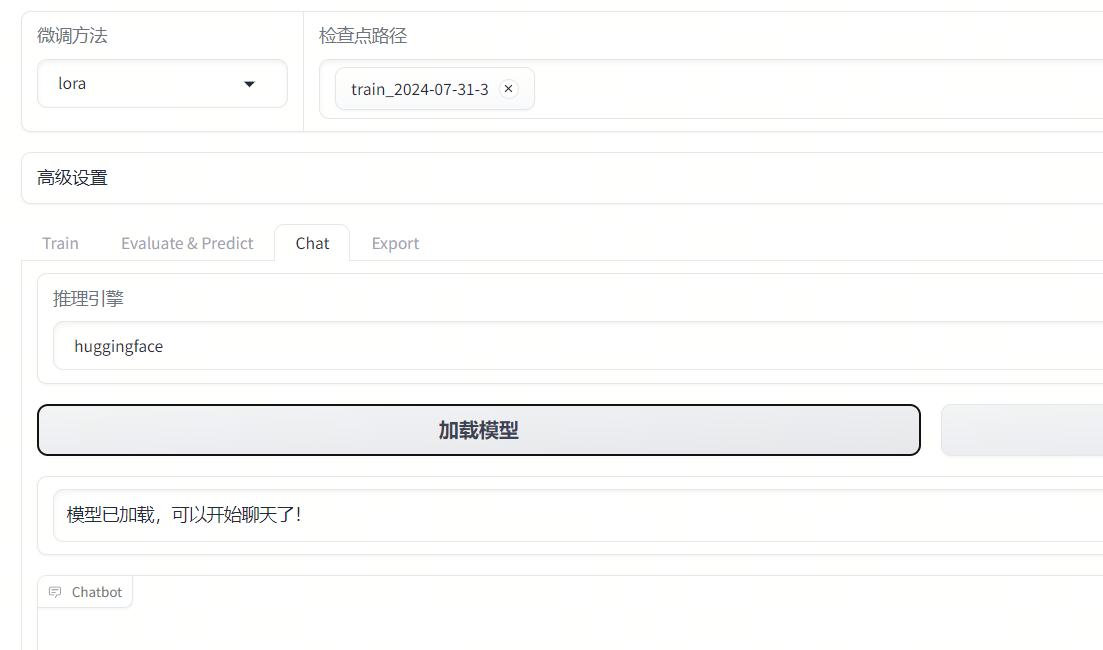 微调方法
检查点路径
lora
train_2024-07-31-3 ×
高级设置
Train Evaluate & Predict Chat Export
推理引擎
huggingface
加载模型
模型已加载，可以开始聊天了！
Chatbot